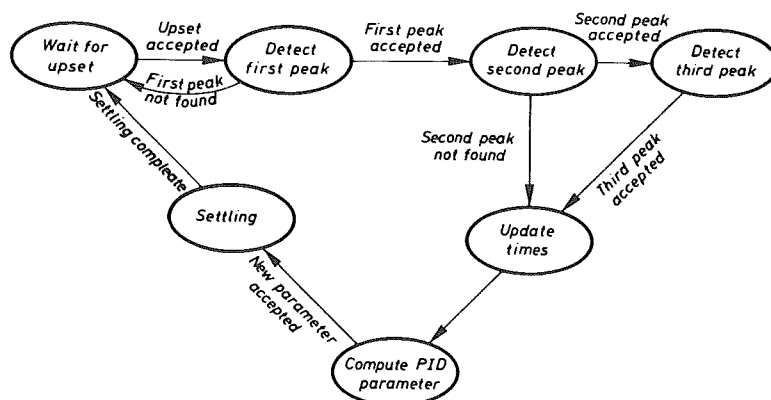 Wait for
upset
Upset
accepted
Detect
first peak
First peak
accepted
Detect
second peak
Second peak
accepted
Detect
third peak
First peak
not found
Settling compleate
Second peak
not found
Third peak
accepted
Settling
Update
times
New parameter
accepted
Compute PID
parameter